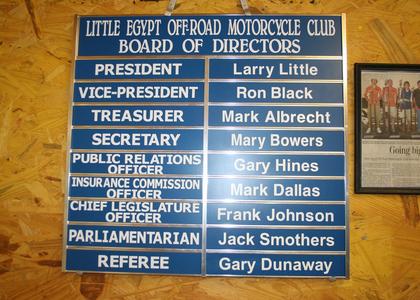 LITTLE EGYPT OFF-ROAD MOTORCYCLE CLUB
BOARD OF DIRECTORS
PRESIDENT Larry Little
VICE-PRESIDENT Ron Black
TREASURER Mark Albrecht
SECRETARY Mary Bowers
PUBLIC RELATIONS
OFFICER Gary Hines
INSURANCE COMMISSION
OFFICER Mark Dallas
CHIEF LEGISLATURE
OFFICER Frank Johnson
PARLIAMENTARIAN Jack Smothers
REFEREE Gary Dunaway
Going